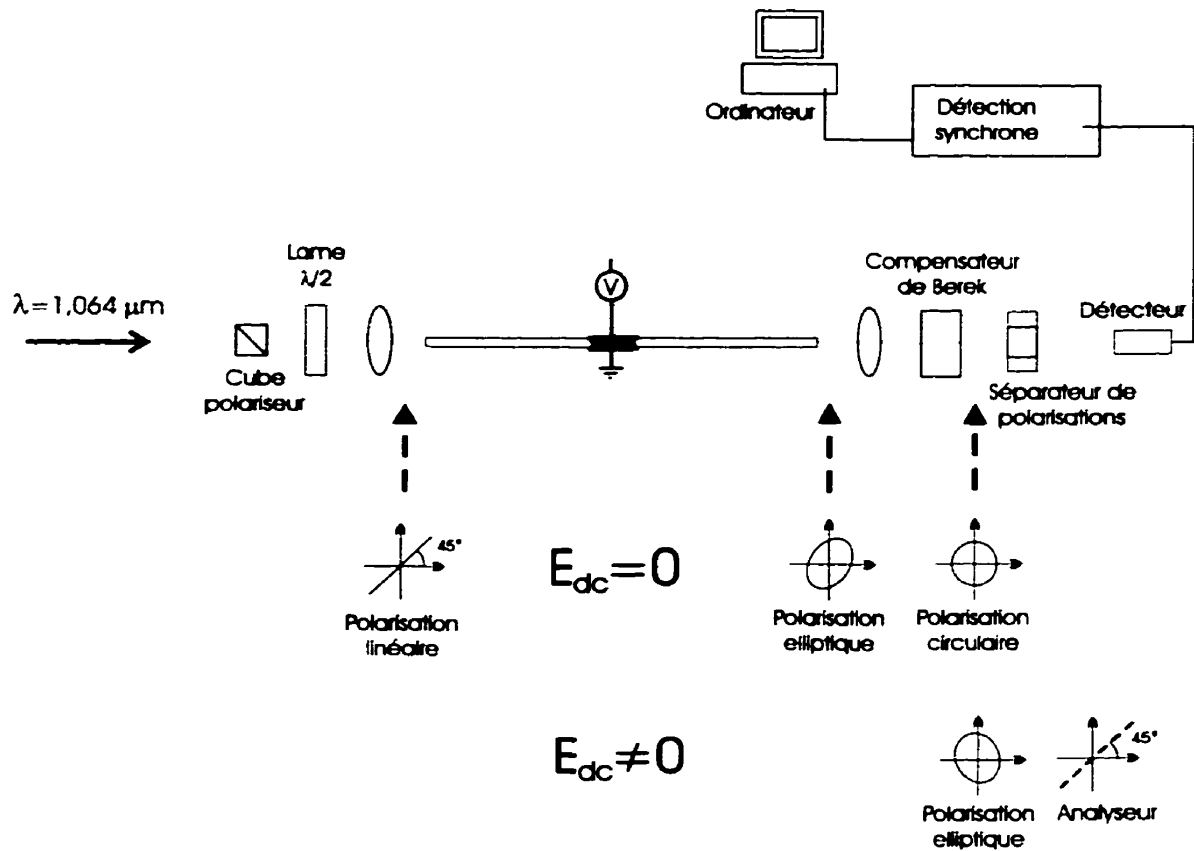 Ordinateur
Détection
synchrone
Lame
λ/2
λ=1,064 μm
V
Compensateur
de Berek
Détecteur
Cube
polariseur
Séparateur de
polarisations
45°
E_dc=0
Polarisation
linéaire
Polarisation
elliptique
Polarisation
circulaire
E_dc≠0
45°
Polarisation
elliptique
Analyseur